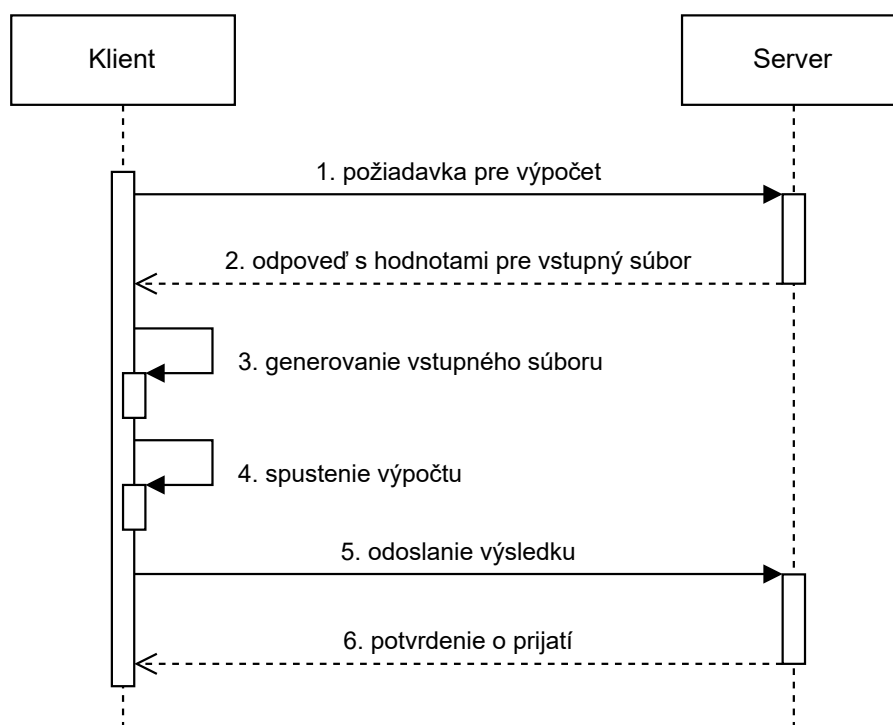 Klient
Server
1. požiadavka pre výpočet
2. odpoveď s hodnotami pre vstupný súbor
3. generovanie vstupného súboru
4. spustenie výpočtu
5. odoslanie výsledku
6. potvrdenie o prijatí